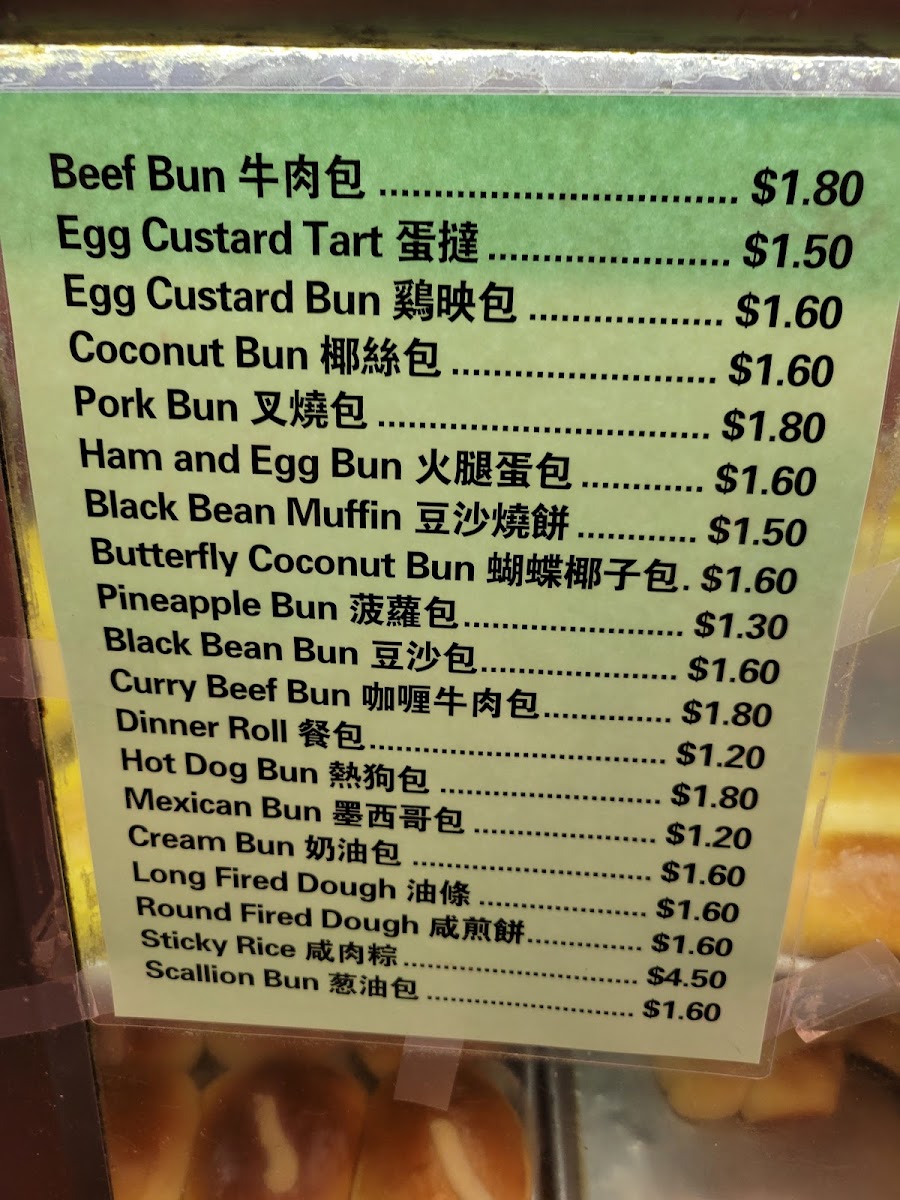 Beef Bun 牛肉包 ................................. $1.80
Egg Custard Tart 蛋撻 ...................... $1.50
Egg Custard Bun 鷄映包 .................. $1.60
Coconut Bun 椰絲包 ......................... $1.60
Pork Bun 叉燒包 ................................ $1.80
Ham and Egg Bun 火腿蛋包 ............ $1.60
Black Bean Muffin 豆沙燒餅 ............ $1.50
Butterfly Coconut Bun 蝴蝶椰子包. $1.60
Pineapple Bun 菠蘿包...................... $1.30
Black Bean Bun 豆沙包.................... $1.60
Curry Beef Bun 咖喱牛肉包.............. $1.80
Dinner Roll 餐包................................ $1.20
Hot Dog Bun 熱狗包 ........................ $1.80
Mexican Bun 墨西哥包 .................... $1.20
Cream Bun 奶油包 .......................... $1.60
Long Fired Dough 油條 .................... $1.60
Round Fired Dough 咸煎餅.............. $1.60
Sticky Rice 咸肉粽............................ $4.50
Scallion Bun 葱油包 ......................... $1.60